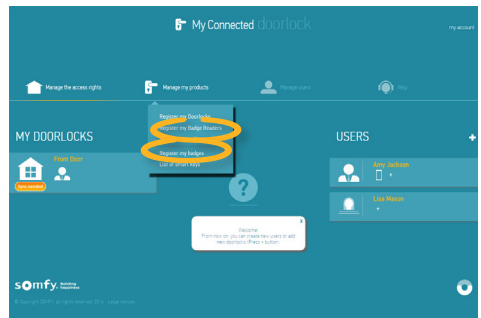 My Connected doorlock
my account
Manage the access rights
Manage my products
Manage users
Help
Register my Doorlocks
Register my Badge Readers
Register my badges
List of Smart Keys
MY DOORLOCKS
USERS +
Front Door
Amy Jackson
+
Lisa Mason
+
?
x
Welcome
From now on, you can create new users or add
new doorlocks (Press + button).
somfy.
Building
happiness